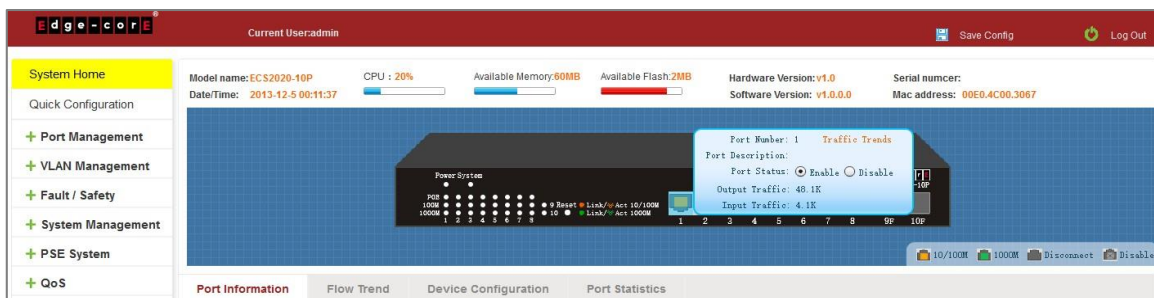 Edge-corE ®
Current User:admin
Save Config
Log Out
System Home
Quick Configuration
Port Management
VLAN Management
Fault / Safety
System Management
PSE System
QoS
Model name:ECS2020-10P CPU : 20% Available Memory:60MB Available Flash:2MB Hardware Version:v1.0 Serial numcer:
Date/Time: 2013-12-5 00:11:37 Software Version: v1.0.0.0 Mac address: 00E0.4C00.3067
Port Number: 1 Traffic Trends
Port Description:
Port Status: Enable Disable
Output Traffic: 48.1K
Input Traffic: 4.1K
Power System
POE
100M 9 Reset Link/ Act 10/100M
1000M 10 Link/ Act 1000M
1 2 3 4 5 6 7 8
-10P
1 2 3 4 5 6 7 8 9F 10F
10/100M 1000M Disconnect Disable
Port Information Flow Trend Device Configuration Port Statistics